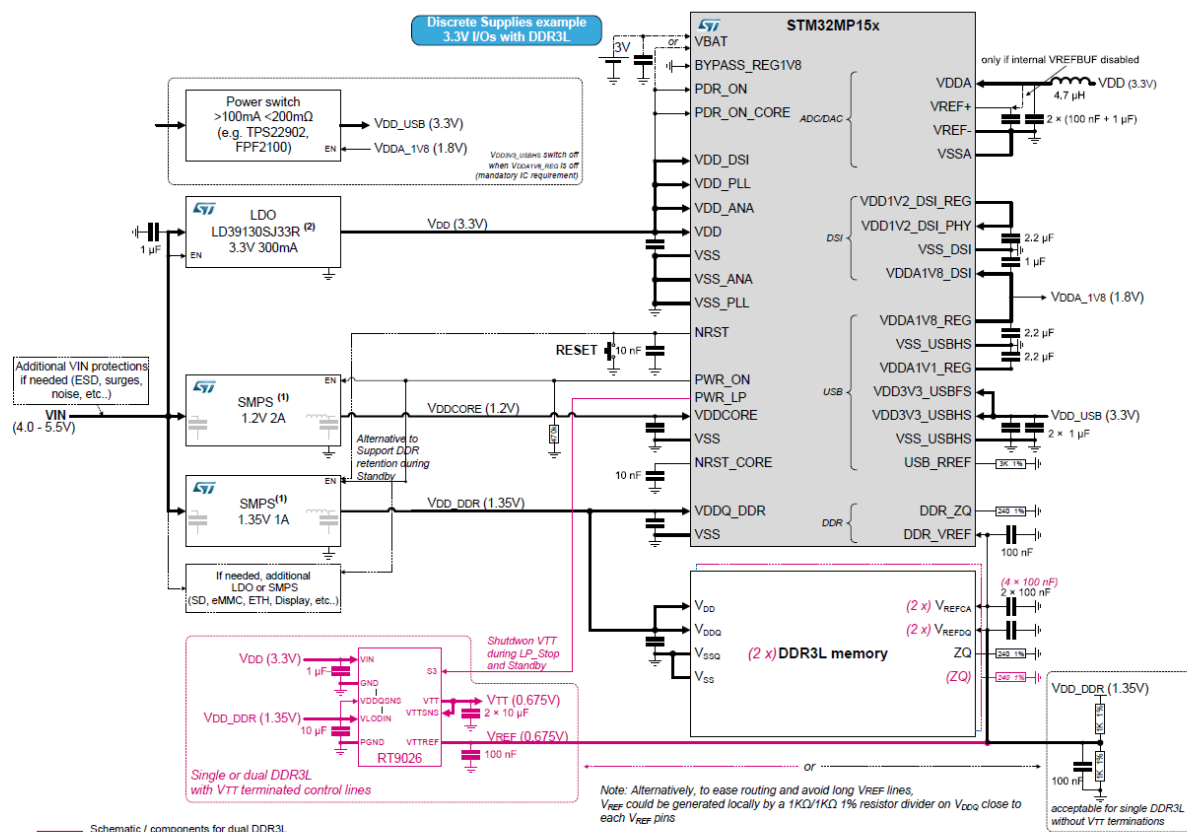 Discrete Supplies example
3.3V I/Os with DDR3L
STM32MP15x
3V
or
VBAT
BYPASS_REG1V8
PDR_ON
PDR_ON_CORE
ADC/DAC
only if internal VREFBUF disabled
VDDA
VDD (3.3V)
4.7 µH
VREF+
2 × (100 nF + 1 µF)
VREF-
VSSA
Power switch
>100mA <200mΩ
(e.g. TPS22902,
FPF2100)
EN
VDD_USB (3.3V)
VDDA_1V8 (1.8V)
VDD3V3_USBHS switch off
when VDDA1V8_REG is off
(mandatory IC requirement)
VDD_DSI
VDD_PLL
VDD_ANA
VDD
VSS
VSS_ANA
VSS_PLL
LDO
LD39130SJ33R (2)
3.3V 300mA
EN
1 µF
VDD (3.3V)
VDD1V2_DSI_REG
VDD1V2_DSI_PHY
DSI
VSS_DSI
VDDA1V8_DSI
2.2 µF
1 µF
VDDA_1V8 (1.8V)
NRST
RESET
10 nF
VDDA1V8_REG
VSS_USBHS
VDDA1V1_REG
2.2 µF
2.2 µF
Additional VIN protections
if needed (ESD, surges,
noise, etc..)
VIN
(4.0 - 5.5V)
SMPS (1)
1.2V 2A
EN
VDDCORE (1.2V)
PWR_ON
PWR_LP
VDDCORE
VSS
470k
USB
VDD3V3_USBFS
VDD3V3_USBHS
VSS_USBHS
VDD_USB (3.3V)
2 × 1 µF
Alternative to
Support DDR
retention during
Standby
10 nF
NRST_CORE
USB_RREF
3K 1%
SMPS(1)
1.35V 1A
EN
VDD_DDR (1.35V)
VDDQ_DDR
VSS
DDR
DDR_ZQ
240 1%
DDR_VREF
100 nF
If needed, additional
LDO or SMPS
(SD, eMMC, ETH, Display, etc..)
VDD
VDDQ
VSSQ
VSS
(2 x) DDR3L memory
(4 × 100 nF)
2 × 100 nF
(2 x) VREFCA
(2 x) VREFDQ
ZQ
240 1%
(ZQ)
240 1%
Shutdwon VTT
during LP_Stop
and Standby
VDD (3.3V)
1 µF
VDD_DDR (1.35V)
10 µF
VIN
GND
VDDQSNS
VLODIN
PGND
S3
VTT
VTTSNS
VTTREF
RT9026
VTT (0.675V)
2 × 10 µF
VREF (0.675V)
100 nF
Single or dual DDR3L
with VTT terminated control lines
or
VDD_DDR (1.35V)
1K 1%
1K 1%
100 nF
acceptable for single DDR3L
without VTT terminations
Note: Alternatively, to ease routing and avoid long VREF lines,
VREF could be generated locally by a 1KΩ/1KΩ 1% resistor divider on VDDQ close to
each VREF pins
Schematic / components for dual DDR3L